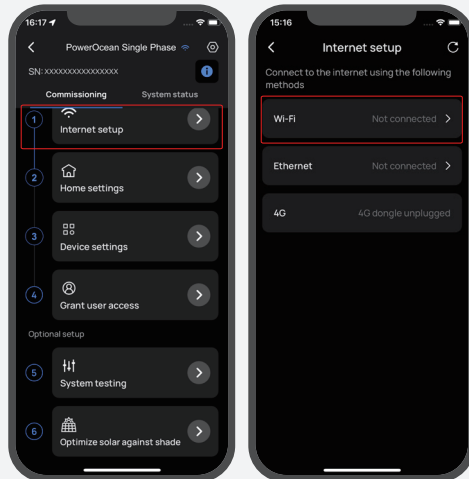 16:17
PowerOcean Single Phase
SN: XXXXXXXXXXXXXXX
Commissioning
System status
1
Internet setup
2
Home settings
3
Device settings
4
Grant user access
Optional setup
5
System testing
6
Optimize solar against shade
15:16
Internet setup
Connect to the internet using the following
methods
Wi-Fi Not connected
Ethernet Not connected
4G 4G dongle unplugged